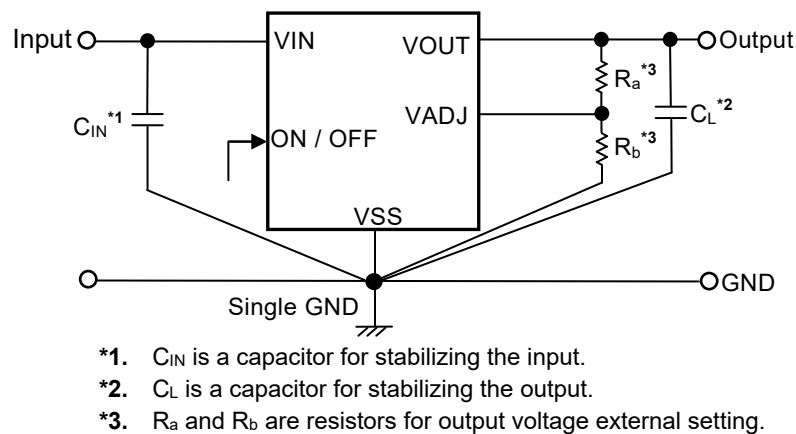 Input
VIN
VOUT
Output
Ra*3
CIN*1
VADJ
CL*2
ON / OFF
Rb*3
VSS
Single GND
GND
*1. CIN is a capacitor for stabilizing the input.
*2. CL is a capacitor for stabilizing the output.
*3. Ra and Rb are resistors for output voltage external setting.